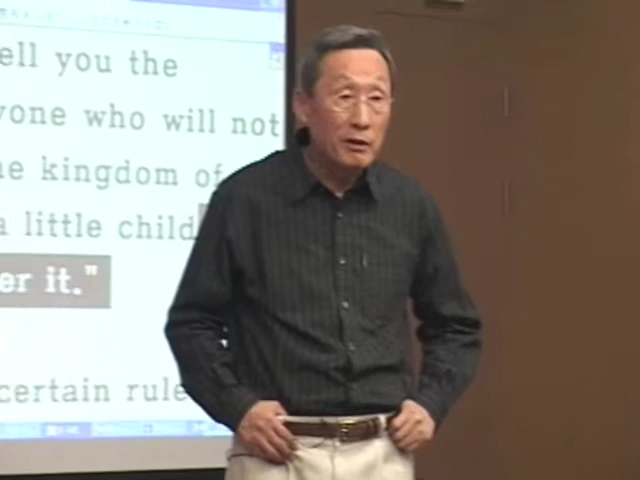 ell you the
yone who will not
he kingdom of
a little child
er it."
certain rule